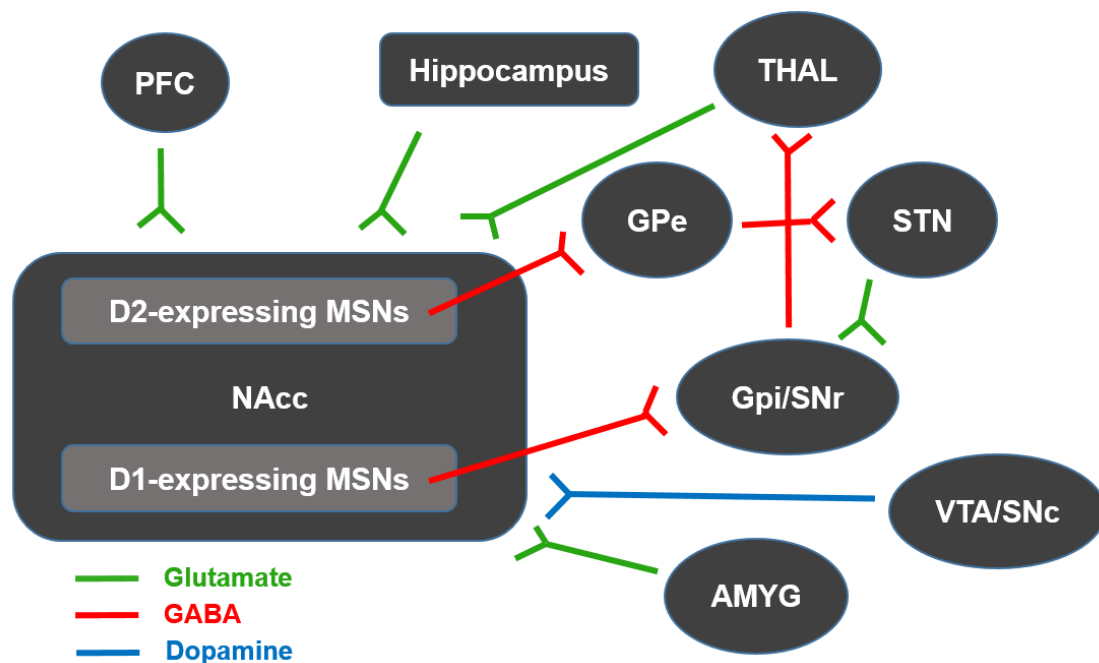 PFC
Hippocampus
THAL
GPe
STN
D2-expressing MSNs
NAcc
Gpi/SNr
D1-expressing MSNs
VTA/SNc
AMYG
Glutamate
GABA
Dopamine